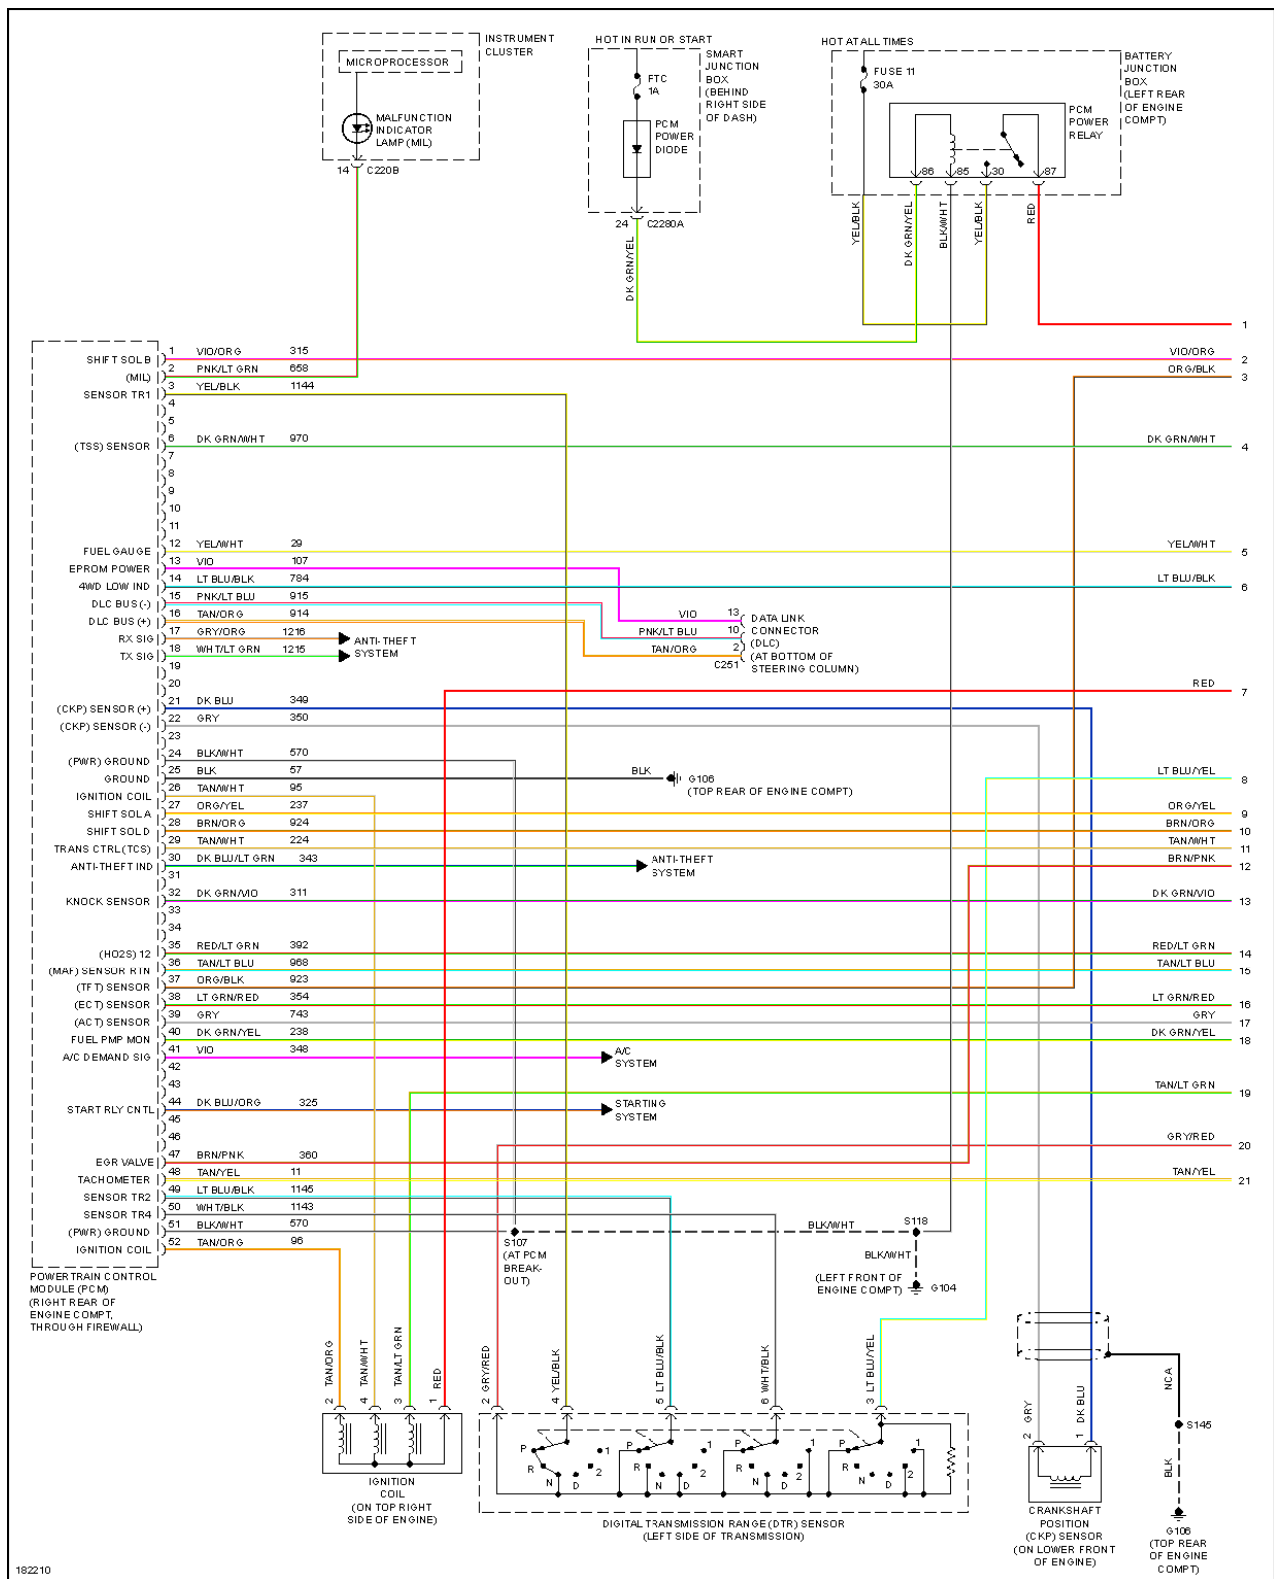 INSTRUMENT
CLUSTER
MICROPROCESSOR
MALFUNCTION
INDICATOR
LAMP (MIL)
14 C220B
HOT IN RUN OR START
SMART
JUNCTION
BOX
(BEHIND
RIGHT SIDE
OF DASH)
FTC
1A
PCM
POWER
DIODE
24 C2280A
DK GRN/YEL
HOT AT ALL TIMES
BATTERY
JUNCTION
BOX
(LEFT REAR
OF ENGINE
COMPT)
FUSE 11
30A
PCM
POWER
RELAY
86 85 30 87
YEL/BLK
DK GRN/YEL
BLK/WHT
YEL/BLK
RED
1
SHIFT SOL B 1 VIO/ORG 315 VIO/ORG 2
(MIL) 2 PNK/LT GRN 658 ORG/BLK 3
SENSOR TR1 3 YEL/BLK 1144
4
5
(TSS) SENSOR 6 DK GRN/WHT 970 DK GRN/WHT 4
7
8
9
10
11
FUEL GAUGE 12 YEL/WHT 29 YEL/WHT 5
EPROM POWER 13 VIO 107
4WD LOW IND 14 LT BLU/BLK 784 LT BLU/BLK 6
DLC BUS (-) 15 PNK/LT BLU 915
DLC BUS (+) 16 TAN/ORG 914
RX SIG 17 GRY/ORG 1216
TX SIG 18 WHT/LT GRN 1215
ANTI-THEFT
SYSTEM
VIO 13
PNK/LT BLU 10
TAN/ORG 2
C251
DATA LINK
CONNECTOR
(DLC)
(AT BOTTOM OF
STEERING COLUMN)
19
20
RED 7
(CKP) SENSOR (+) 21 DK BLU 349
(CKP) SENSOR (-) 22 GRY 350
23
(PWR) GROUND 24 BLK/WHT 570
GROUND 25 BLK 57 BLK
G106
(TOP REAR OF ENGINE COMPT)
LT BLU/YEL 8
IGNITION COIL 26 TAN/WHT 95
SHIFT SOL A 27 ORG/YEL 237 ORG/YEL 9
SHIFT SOL D 28 BRN/ORG 924 BRN/ORG 10
TRANS CTRL (TCS) 29 TAN/WHT 224 TAN/WHT 11
ANTI-THEFT IND 30 DK BLU/LT GRN 343
ANTI-THEFT
SYSTEM
BRN/PNK 12
31
KNOCK SENSOR 32 DK GRN/VIO 311 DK GRN/VIO 13
33
34
(HO2S) 12 35 RED/LT GRN 392 RED/LT GRN 14
(MAF) SENSOR RTN 36 TAN/LT BLU 968 TAN/LT BLU 15
(TFT) SENSOR 37 ORG/BLK 923
(ECT) SENSOR 38 LT GRN/RED 354 LT GRN/RED 16
(ACT) SENSOR 39 GRY 743 GRY 17
FUEL PMP MON 40 DK GRN/YEL 238 DK GRN/YEL 18
A/C DEMAND SIG 41 VIO 348
A/C
SYSTEM
42
43
TAN/LT GRN 19
START RLY CNTL 44 DK BLU/ORG 325
STARTING
SYSTEM
45
46
GRY/RED 20
EGR VALVE 47 BRN/PNK 360
TACHOMETER 48 TAN/YEL 11 TAN/YEL 21
SENSOR TR2 49 LT BLU/BLK 1145
SENSOR TR4 50 WHT/BLK 1143
(PWR) GROUND 51 BLK/WHT 570
IGNITION COIL 52 TAN/ORG 96
S107
(AT PCM
BREAK-
OUT)
BLK/WHT
S118
BLK/WHT
(LEFT FRONT OF
ENGINE COMPT)
G104
POWERTRAIN CONTROL
MODULE (PCM)
(RIGHT REAR OF
ENGINE COMPT,
THROUGH FIREWALL)
2 TAN/ORG
4 TAN/WHT
3 TAN/LT GRN
1 RED
IGNITION
COIL
(ON TOP RIGHT
SIDE OF ENGINE)
2 GRY/RED
4 YEL/BLK
5 LT BLU/BLK
6 WHT/BLK
3 LT BLU/YEL
P R N D 2 1
P R N D 2 1
P R N D 2 1
P R N D 2 1
DIGITAL TRANSMISSION RANGE (DTR) SENSOR
(LEFT SIDE OF TRANSMISSION)
2 GRY
1 DK BLU
CRANKSHAFT
POSITION
(CKP) SENSOR
(ON LOWER FRONT
OF ENGINE)
NCA
S145
BLK
G106
(TOP REAR
OF ENGINE
COMPT)
182210